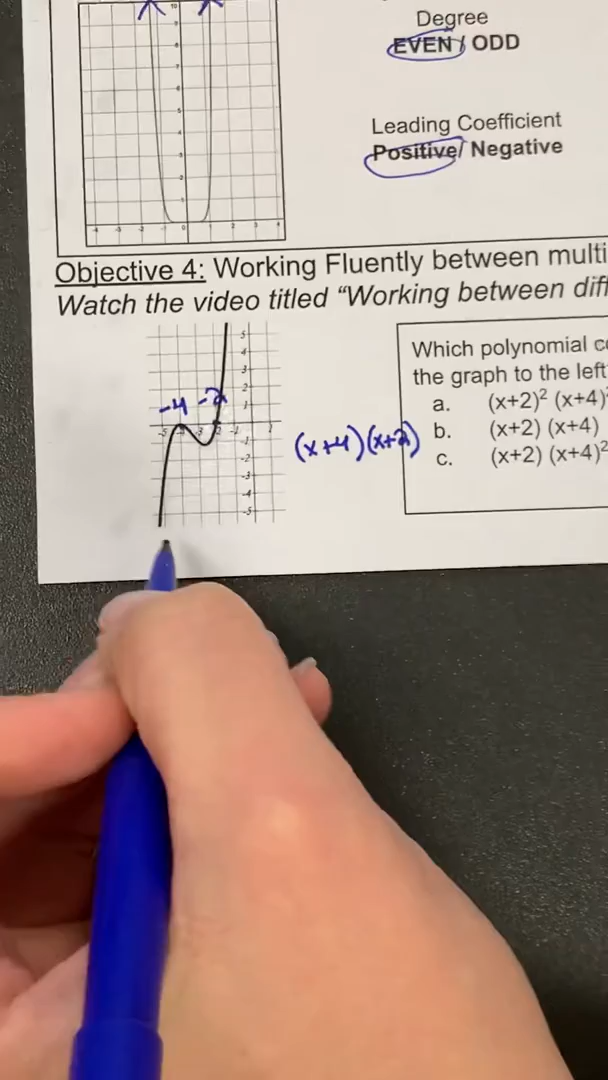 Degree
EVEN / ODD
Leading Coefficient
Positive/ Negative
Objective 4: Working Fluently between multi
Watch the video titled “Working between diff
Which polynomial c
the graph to the left
a. (x+2)² (x+4)
b. (x+2) (x+4)
c. (x+2) (x+4)²
-4 -2
(x+4)(x+2)